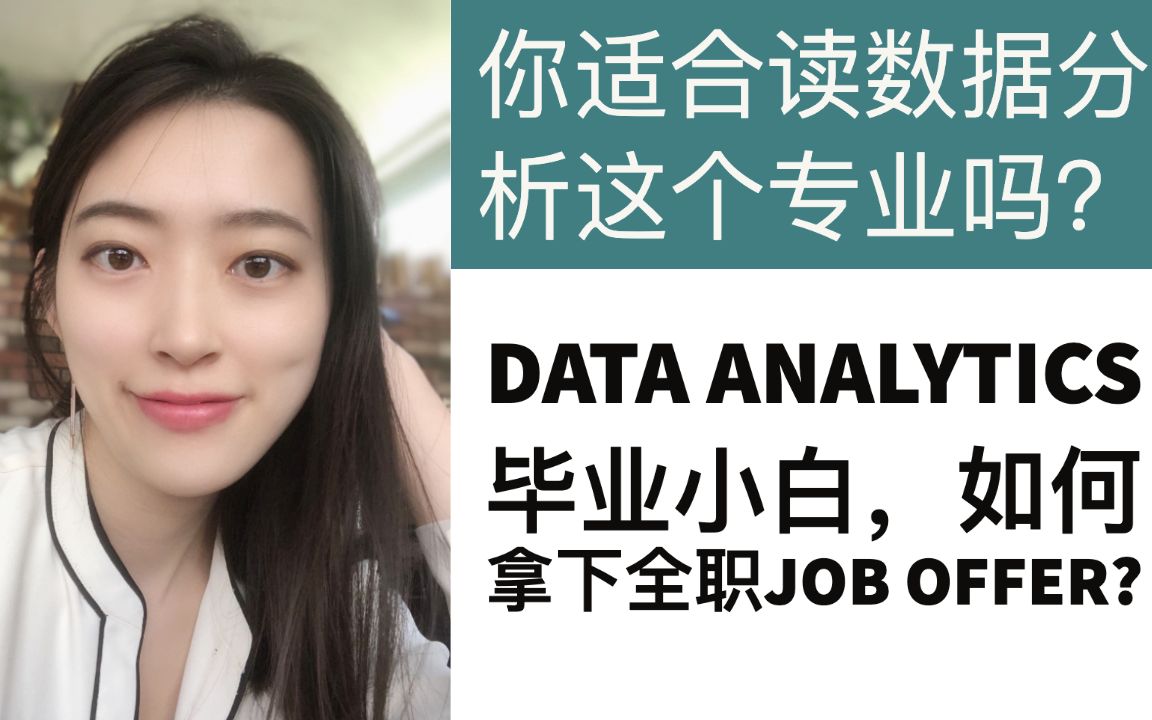 你适合读数据分
析这个专业吗？
DATA ANALYTICS
毕业小白，如何
拿下全职JOB OFFER?